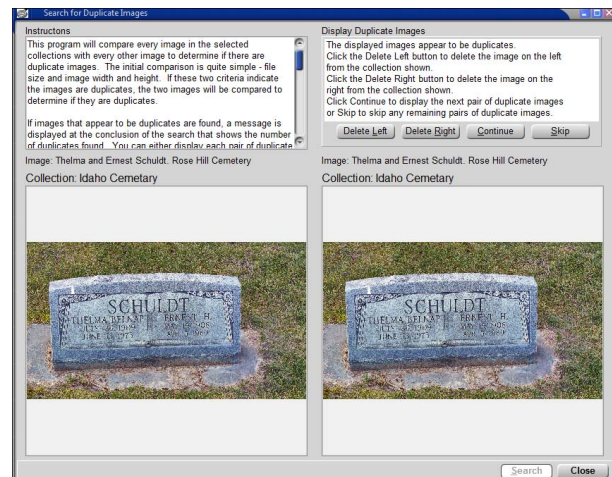 Search for Duplicate Images
Instructons
This program will compare every image in the selected
collections with every other image to determine if there are
duplicate images. The initial comparison is quite simple - file
size and image width and height. If these two criteria indicate
the images are duplicates, the two images will be compared to
determine if they are duplicates.
If images that appear to be duplicates are found, a message is
displayed at the conclusion of the search that shows the number
of duplicates found. You can either display each pair of duplicate
Display Duplicate Images
The displayed images appear to be duplicates.
Click the Delete Left button to delete the image on the left
from the collection shown.
Click the Delete Right button to delete the image on the
right from the collection shown.
Click Continue to display the next pair of duplicate images
or Skip to skip any remaining pairs of duplicate images.
Delete Left Delete Right Continue Skip
Image: Thelma and Ernest Schuldt. Rose Hill Cemetery
Collection: Idaho Cemetary
SCHULDT
THELMA BELNAP
ERNEST H.
Image: Thelma and Ernest Schuldt. Rose Hill Cemetery
Collection: Idaho Cemetary
SCHULDT
THELMA BELNAP
ERNEST H.
Search Close